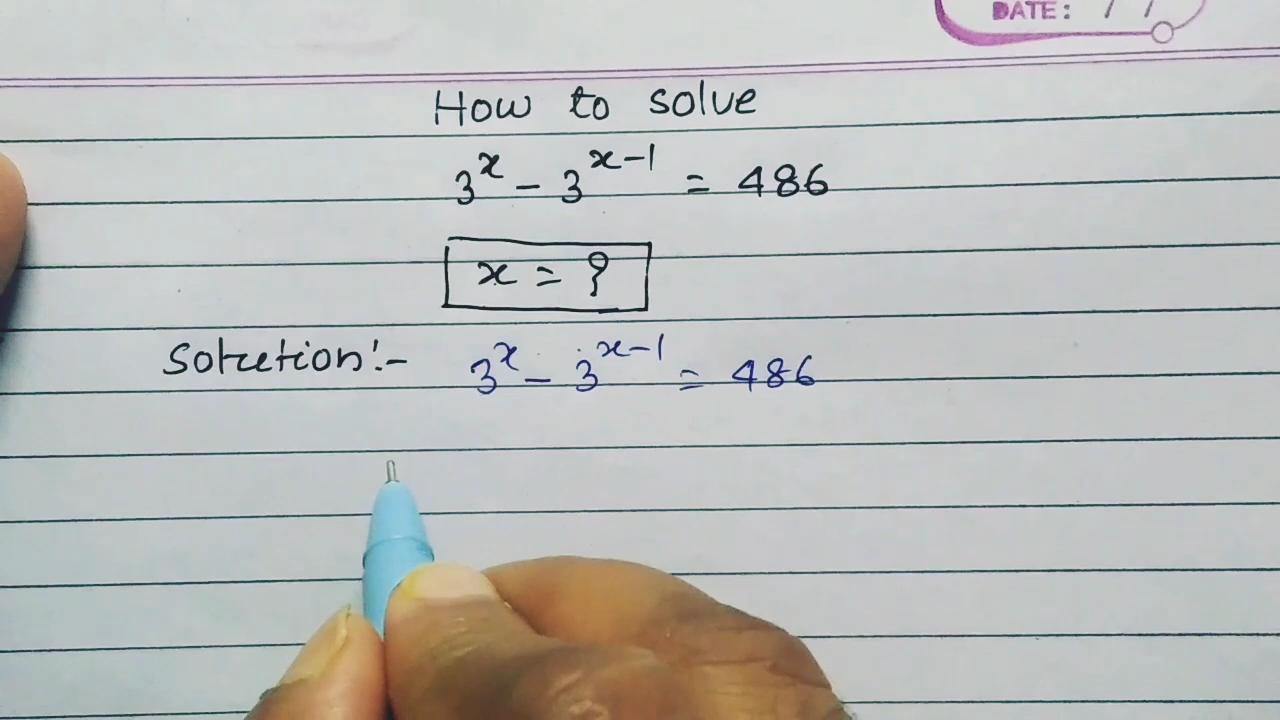 DATE: / /
How to solve
3^x - 3^{x-1} = 486
x = ?
Solution:- 3^x - 3^{x-1} = 486